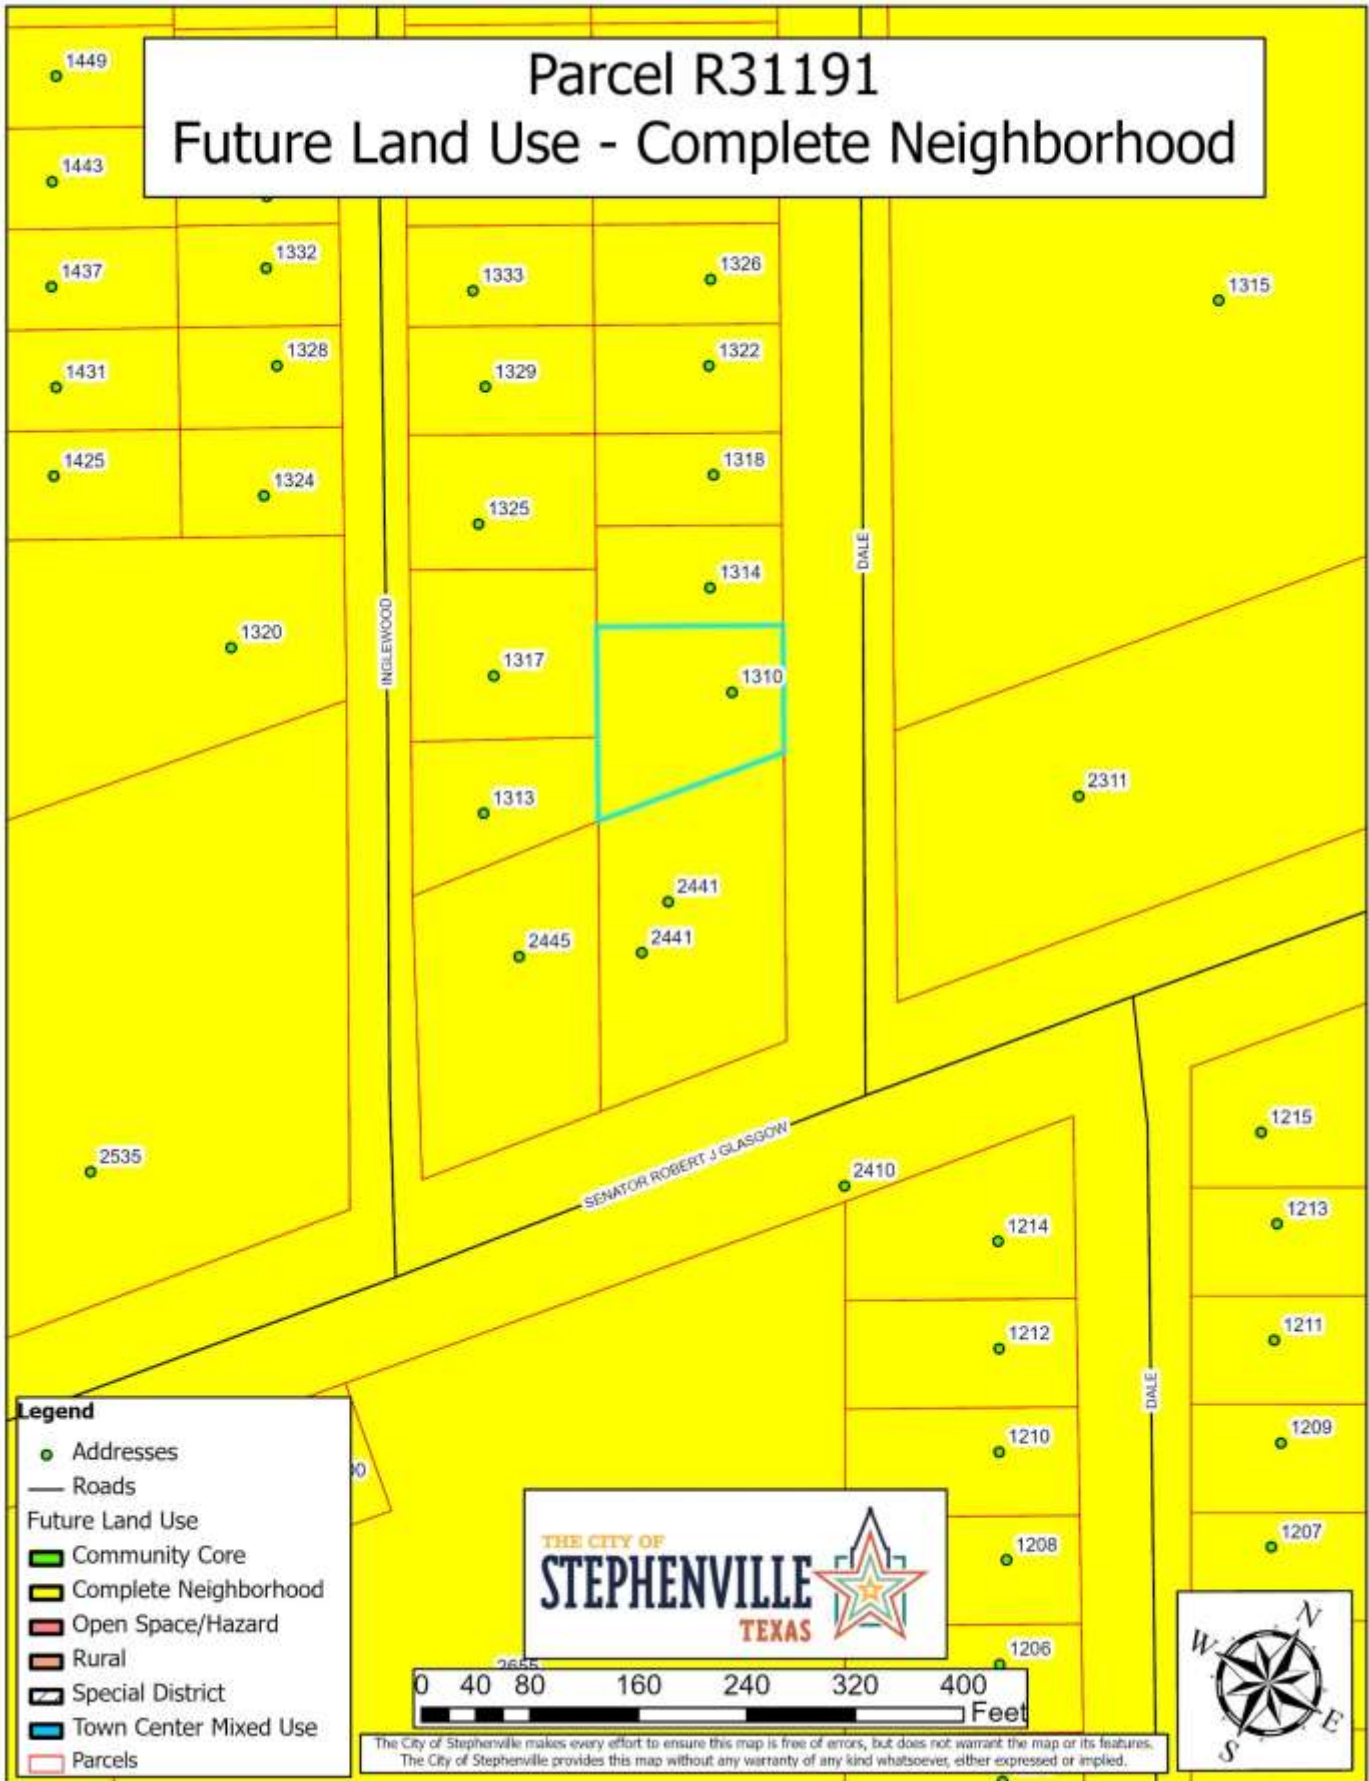 Parcel R31191
Future Land Use - Complete Neighborhood
1449
1443
1437
1332
1333
1326
1315
1431
1328
1329
1322
1425
1324
1325
1318
DALE
1314
INGLEWOOD
1320
1317
1310
1313
2311
2441
2445
2441
SENATOR ROBERT J GLASGOW
2535
2410
1215
1214
1213
1212
1211
DALE
1210
1209
1208
1207
1206
2655
Legend
Addresses
Roads
Future Land Use
Community Core
Complete Neighborhood
Open Space/Hazard
Rural
Special District
Town Center Mixed Use
Parcels
THE CITY OF
STEPHENVILLE
TEXAS
0 40 80 160 240 320 400
Feet
N
W
E
S
The City of Stephenville makes every effort to ensure this map is free of errors, but does not warrant the map or its features.
The City of Stephenville provides this map without any warranty of any kind whatsoever, either expressed or implied.